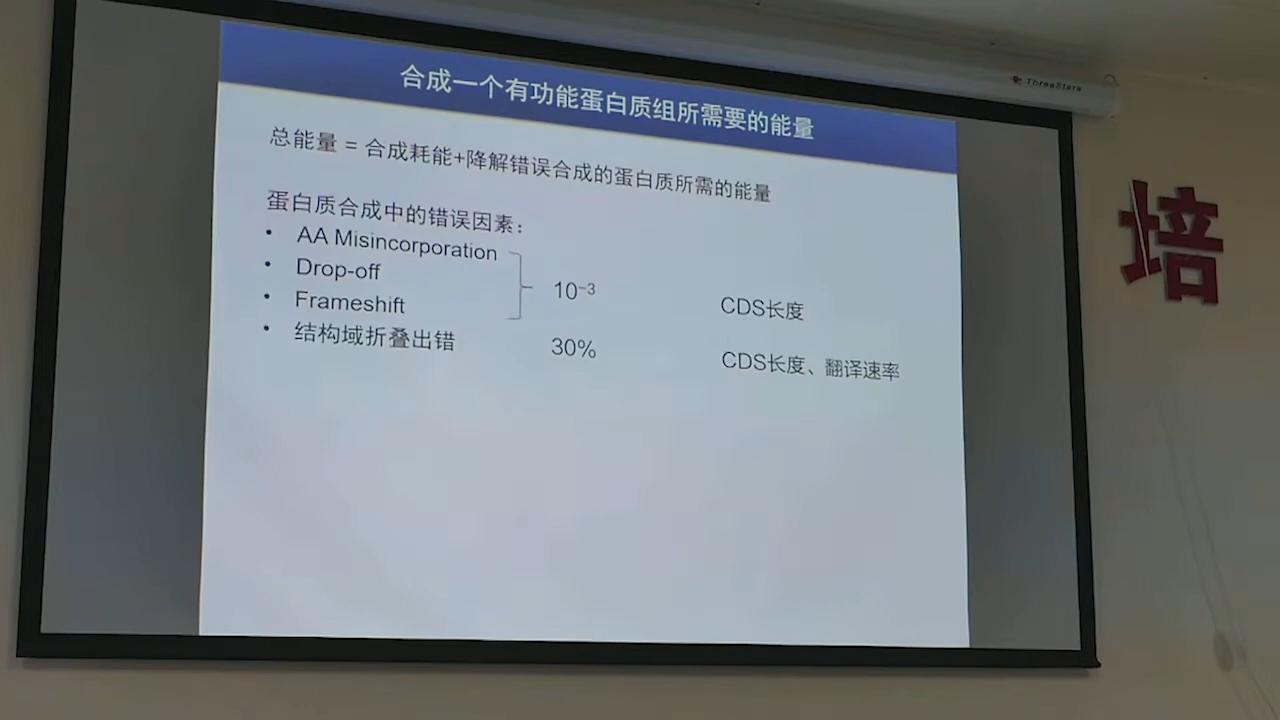 ThreeStars
合成一个有功能蛋白质组所需要的能量
总能量 = 合成耗能+降解错误合成的蛋白质所需的能量
蛋白质合成中的错误因素：
• AA Misincorporation
• Drop-off
• Frameshift
10⁻³
CDS长度
• 结构域折叠出错
30%
CDS长度、翻译速率
培